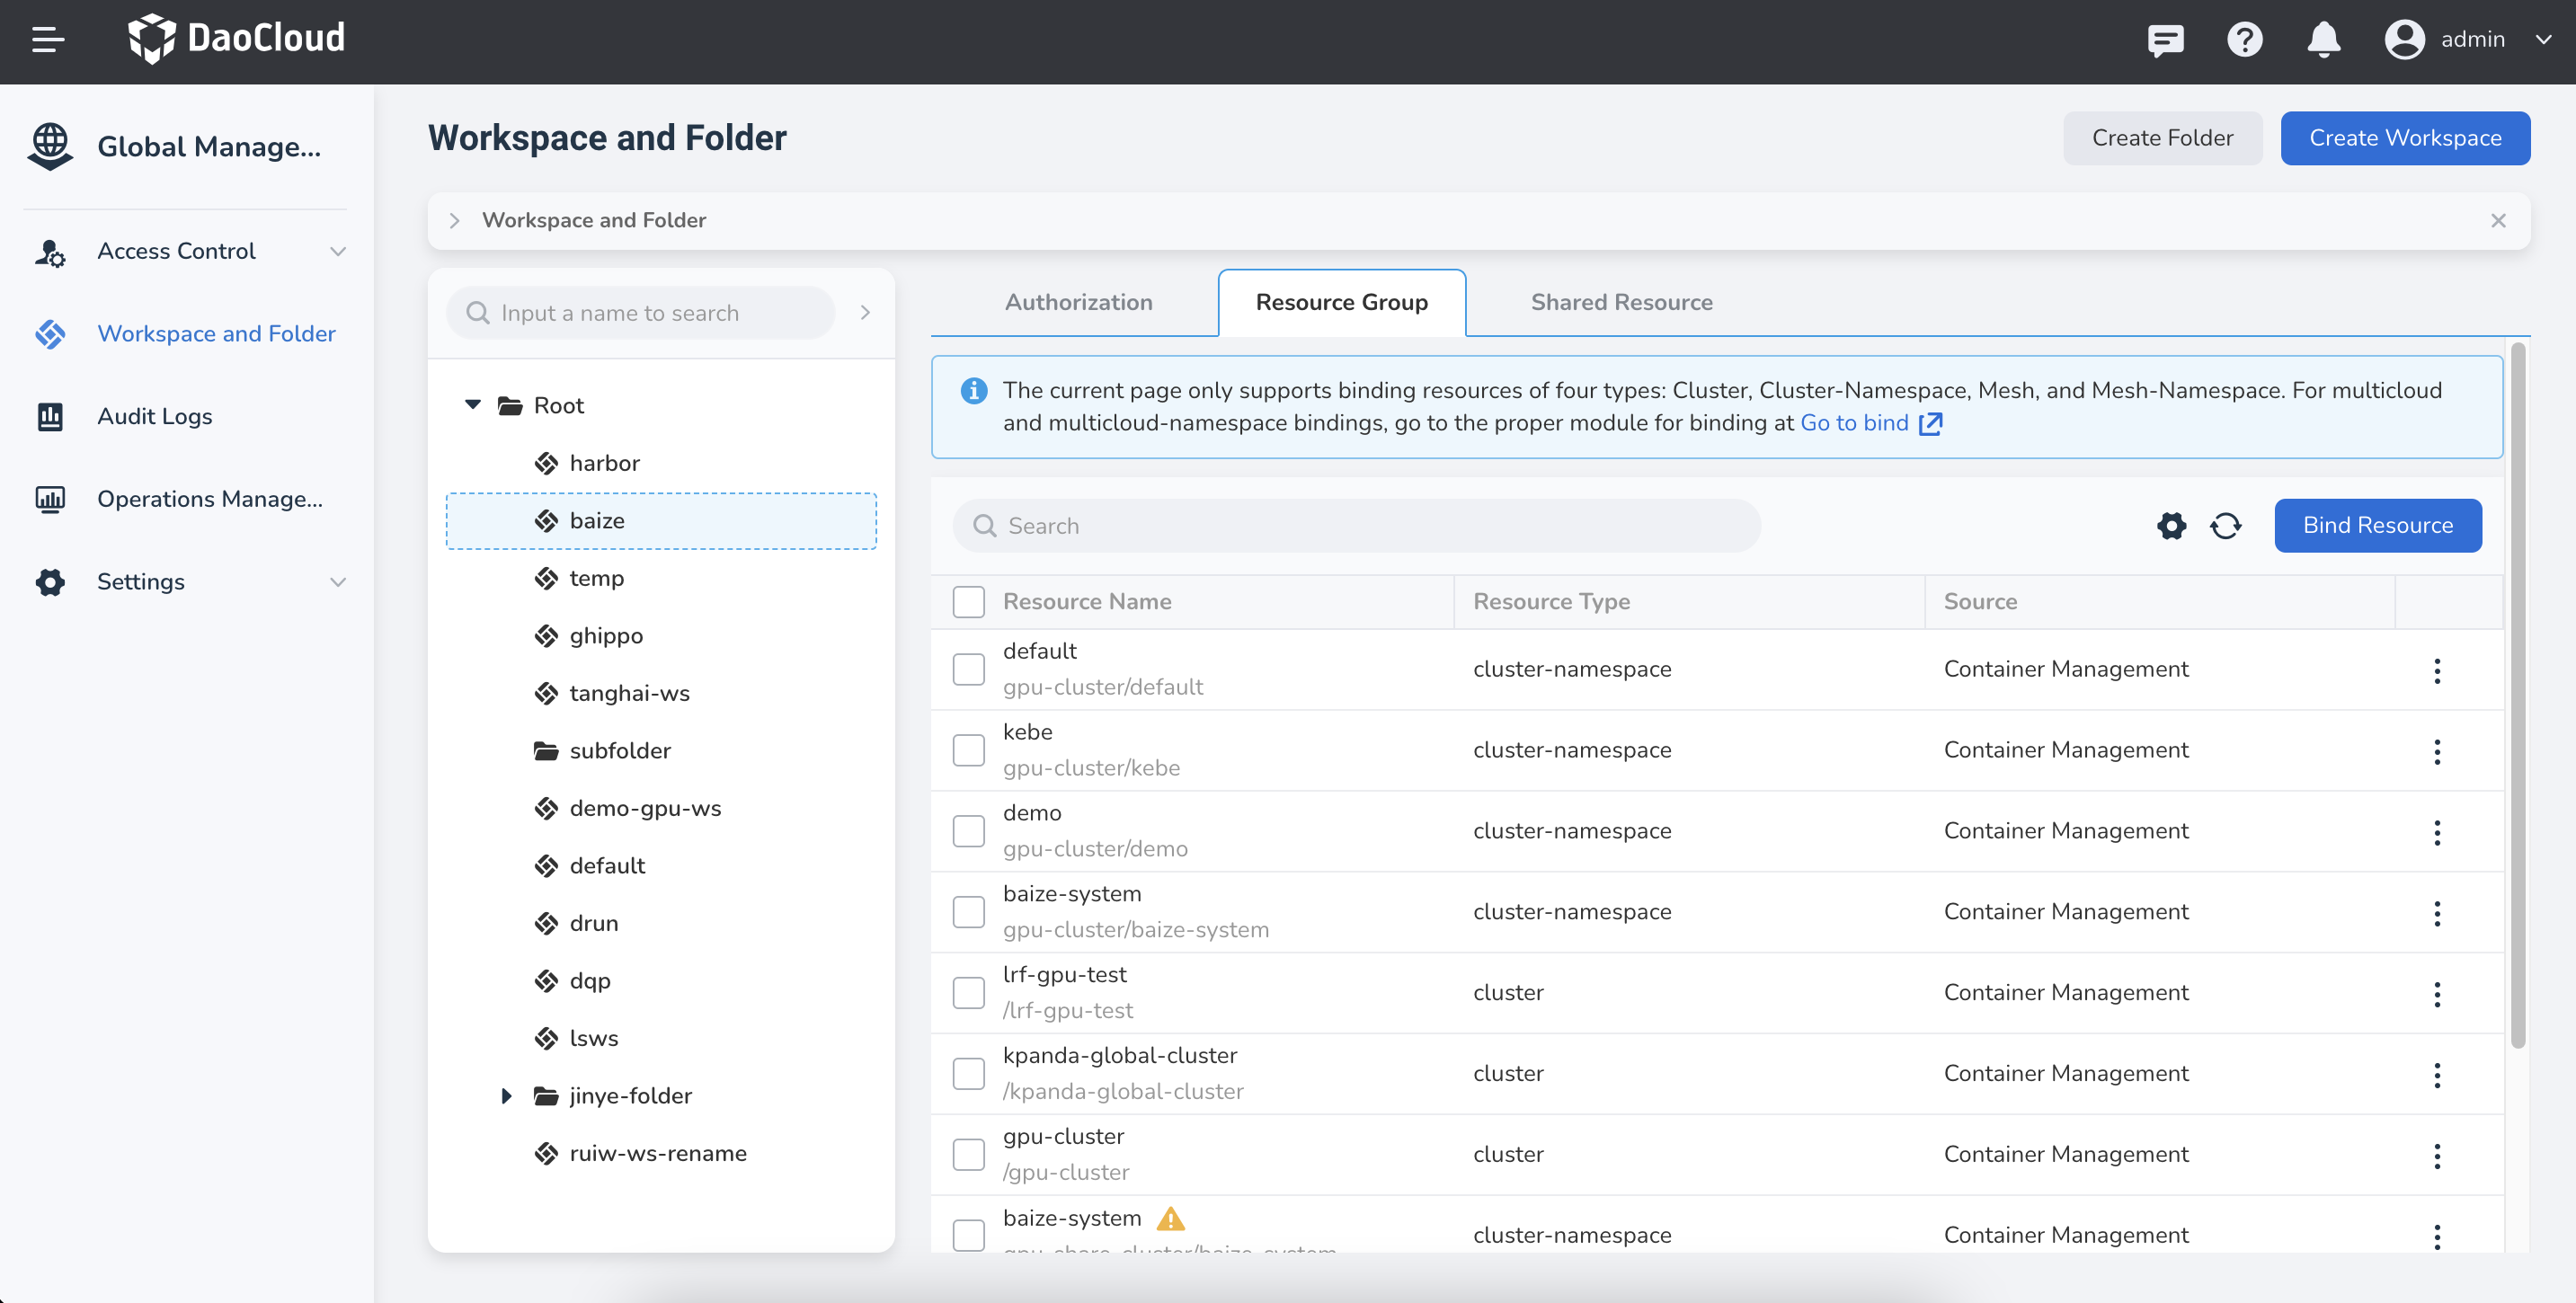 DaoCloud
admin
Global Manage...
Access Control
Workspace and Folder
Audit Logs
Operations Manage...
Settings
Workspace and Folder
Create Folder
Create Workspace
Workspace and Folder
Input a name to search
Root
harbor
baize
temp
ghippo
tanghai-ws
subfolder
demo-gpu-ws
default
drun
dqp
lsws
jinye-folder
ruiw-ws-rename
Authorization
Resource Group
Shared Resource
The current page only supports binding resources of four types: Cluster, Cluster-Namespace, Mesh, and Mesh-Namespace. For multicloud
and multicloud-namespace bindings, go to the proper module for binding at Go to bind
Search
Bind Resource
Resource Name
Resource Type
Source
default
gpu-cluster/default
cluster-namespace
Container Management
kebe
gpu-cluster/kebe
cluster-namespace
Container Management
demo
gpu-cluster/demo
cluster-namespace
Container Management
baize-system
gpu-cluster/baize-system
cluster-namespace
Container Management
lrf-gpu-test
/lrf-gpu-test
cluster
Container Management
kpanda-global-cluster
/kpanda-global-cluster
cluster
Container Management
gpu-cluster
/gpu-cluster
cluster
Container Management
baize-system
gpu-share-cluster/baize-system
cluster-namespace
Container Management